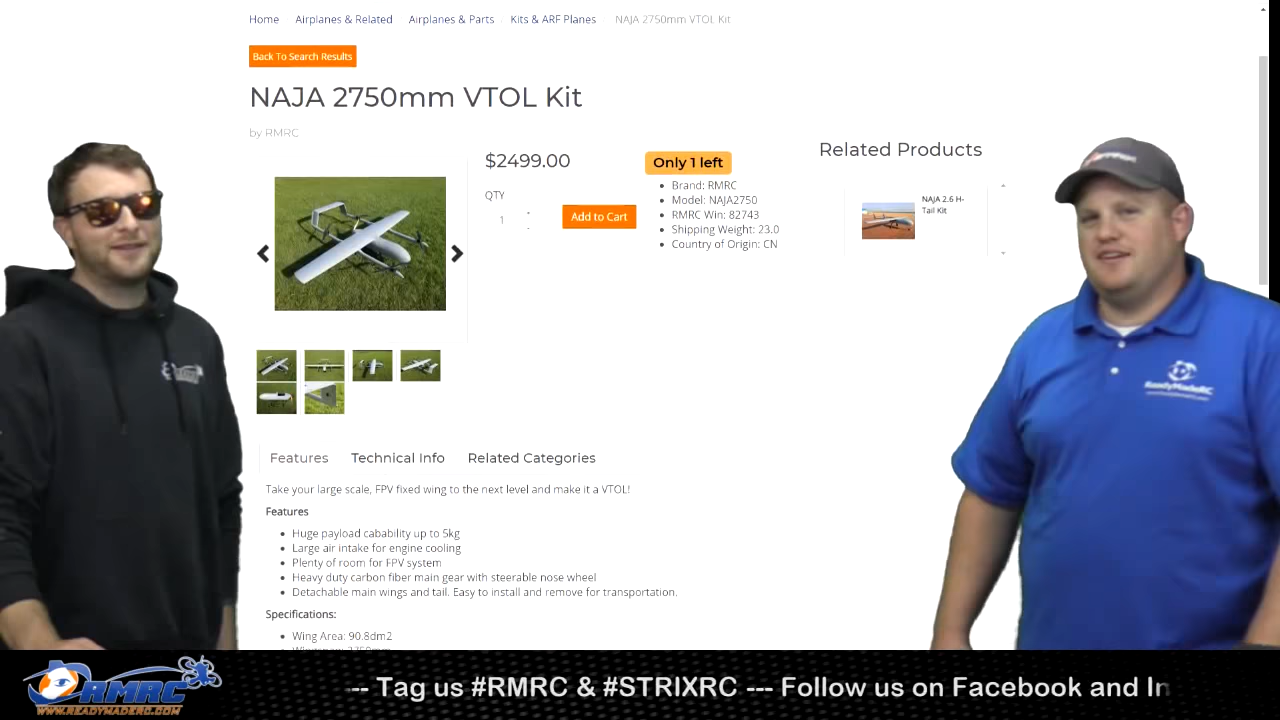 Home Airplanes & Related Airplanes & Parts Kits & ARF Planes NAJA 2750mm VTOL Kit
Back To Search Results
NAJA 2750mm VTOL Kit
by RMRC
$2499.00
QTY
1
Add to Cart
Only 1 left
Brand: RMRC
Model: NAJA2750
RMRC Win: 82743
Shipping Weight: 23.0
Country of Origin: CN
Related Products
NAJA 2.6 H-
Tail Kit
Features Technical Info Related Categories
Take your large scale, FPV fixed wing to the next level and make it a VTOL!
Features
Huge payload cabability up to 5kg
Large air intake for engine cooling
Plenty of room for FPV system
Heavy duty carbon fiber main gear with steerable nose wheel
Detachable main wings and tail. Easy to install and remove for transportation.
Specifications:
Wing Area: 90.8dm2
ReadyMadeRC
RMRC
WWW.READYMADERC.COM
-- Tag us #RMRC & #STRIXRC --- Follow us on Facebook and In